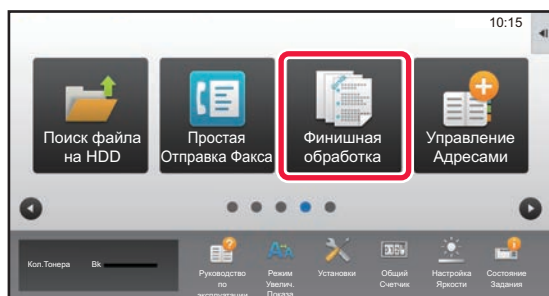 10:15
Поиск файла
на HDD
Простая
Отправка Факса
Финишная
обработка
Управление
Адресами
Кол.Тонера Bk
Руководство
по
эксплуатации
Режим
Увелич.
Показа
Установки
Общий
Счетчик
Настройка
Яркости
Состояние
Задания